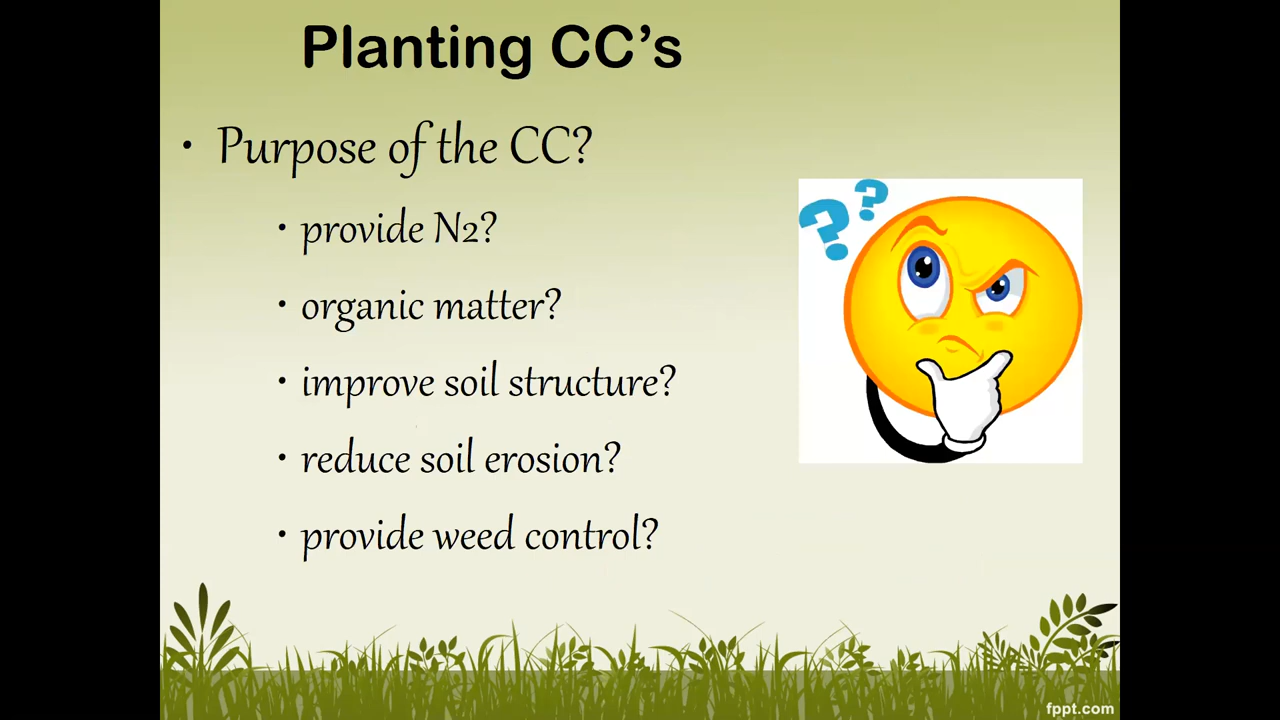 Planting CC’s
• Purpose of the CC?
• provide N2?
• organic matter?
• improve soil structure?
• reduce soil erosion?
• provide weed control?
? ?
fppt.com